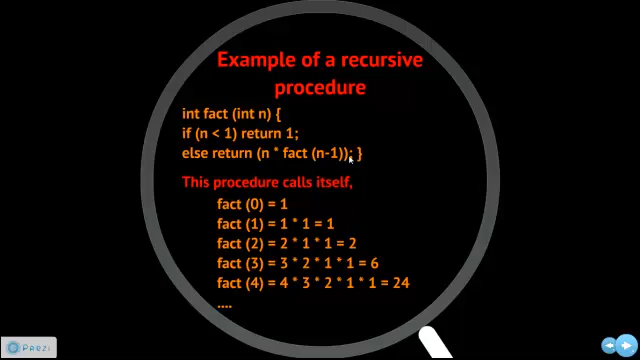 Example of a recursive
procedure
int fact (int n) {
if (n < 1) return 1;
else return (n * fact (n-1)); }
This procedure calls itself,
fact (0) = 1
fact (1) = 1 * 1 = 1
fact (2) = 2 * 1 * 1 = 2
fact (3) = 3 * 2 * 1 * 1 = 6
fact (4) = 4 * 3 * 2 * 1 * 1 = 24
....
Prezi